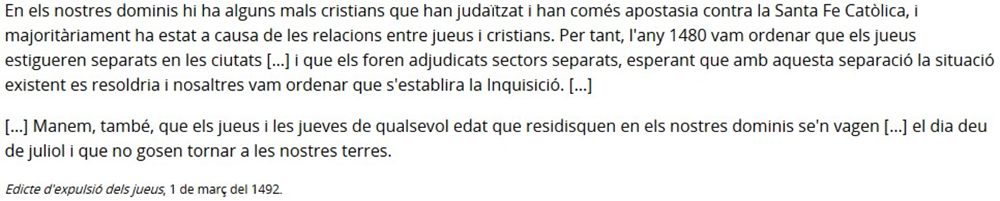 En els nostres dominis hi ha alguns mals cristians que han judaïtzat i han comés apostasia contra la Santa Fe Catòlica, i
majoritàriament ha estat a causa de les relacions entre jueus i cristians. Per tant, l'any 1480 vam ordenar que els jueus
estigueren separats en les ciutats [...] i que els foren adjudicats sectors separats, esperant que amb aquesta separació la situació
existent es resoldria i nosaltres vam ordenar que s'establira la Inquisició. [...]
[...] Manem, també, que els jueus i les jueves de qualsevol edat que residisquen en els nostres dominis se'n vagen [...] el dia deu
de juliol i que no gosen tornar a les nostres terres.
Edicte d'expulsió dels jueus, 1 de març del 1492.